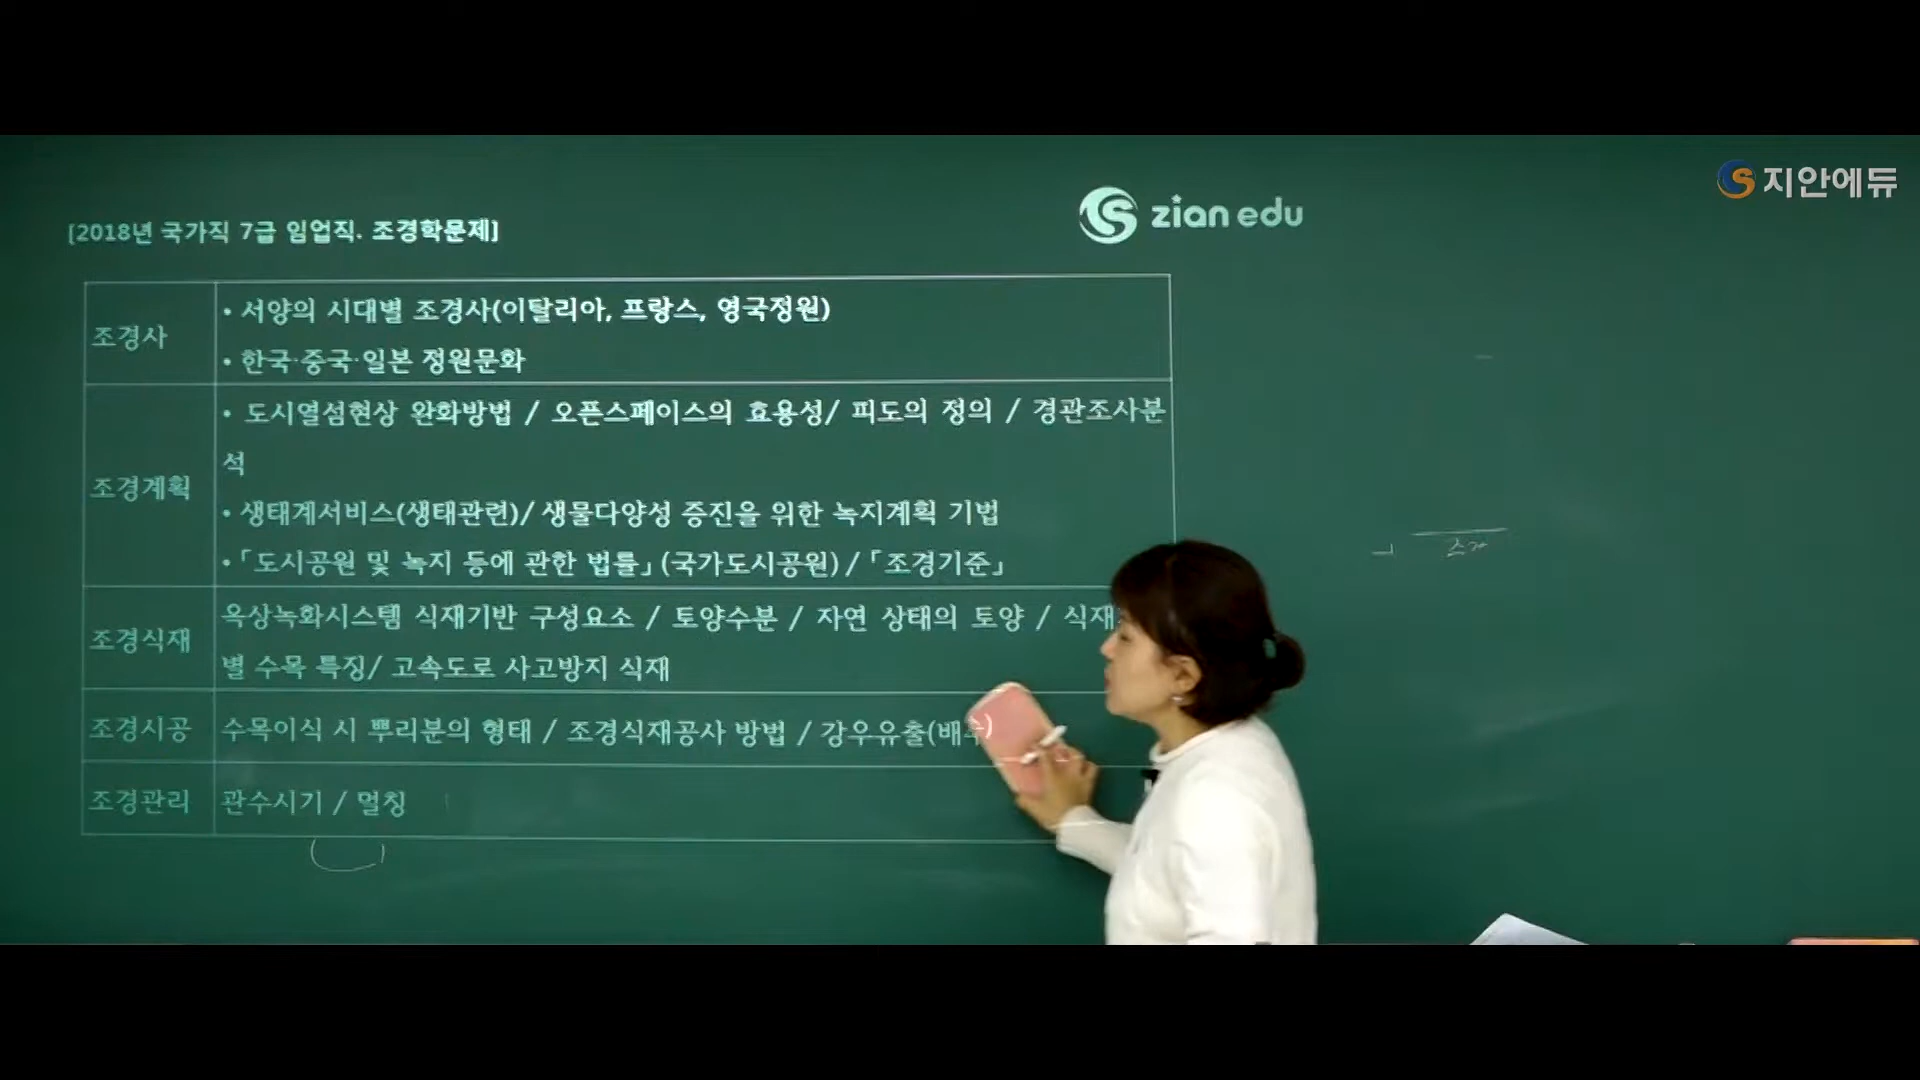 지안에듀
zian edu
[2018년 국가직 7급 임업직. 조경학문제]
조경사
• 서양의 시대별 조경사(이탈리아, 프랑스, 영국정원)
• 한국·중국·일본 정원문화
조경계획
• 도시열섬현상 완화방법 / 오픈스페이스의 효용성/ 피도의 정의 / 경관조사분
석
• 생태계서비스(생태관련)/ 생물다양성 증진을 위한 녹지계획 기법
•「도시공원 및 녹지 등에 관한 법률」(국가도시공원) /「조경기준」
조경식재
옥상녹화시스템 식재기반 구성요소 / 토양수분 / 자연 상태의 토양 / 식재
별 수목 특징/ 고속도로 사고방지 식재
조경시공
수목이식 시 뿌리분의 형태 / 조경식재공사 방법 / 강우유출(배수)
조경관리
관수시기 / 멀칭